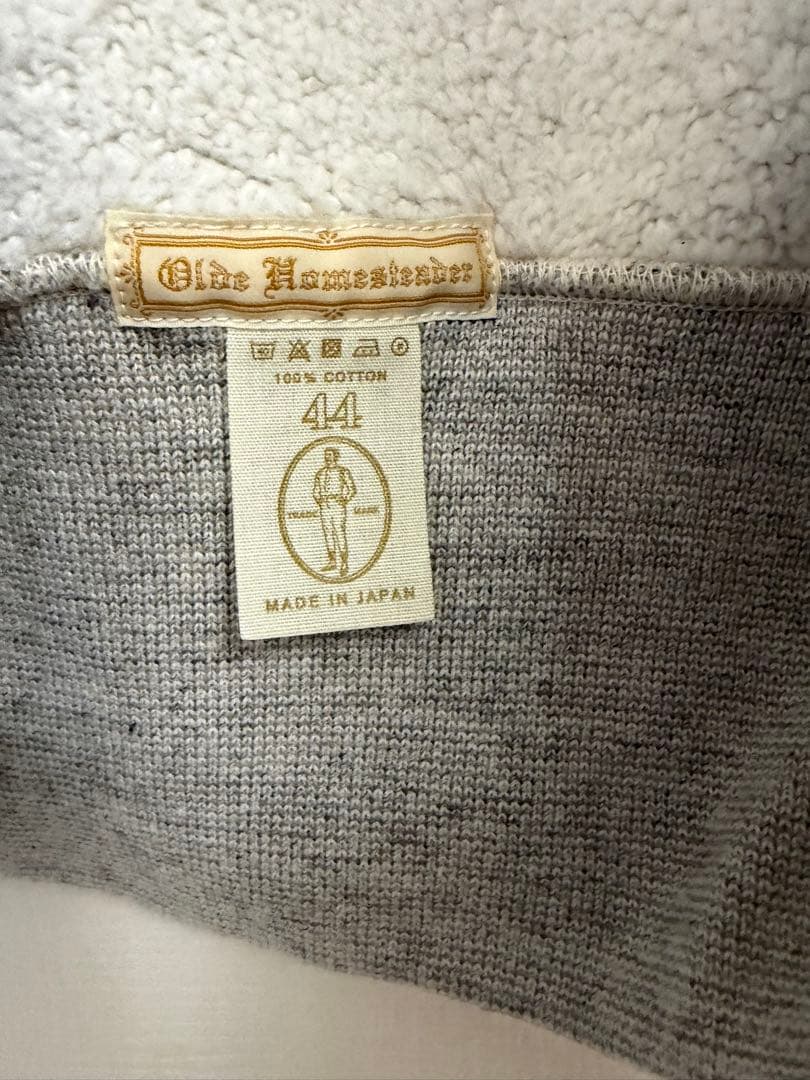 Olde Homesteader
100% COTTON
44
TRADE MARK
MADE IN JAPAN